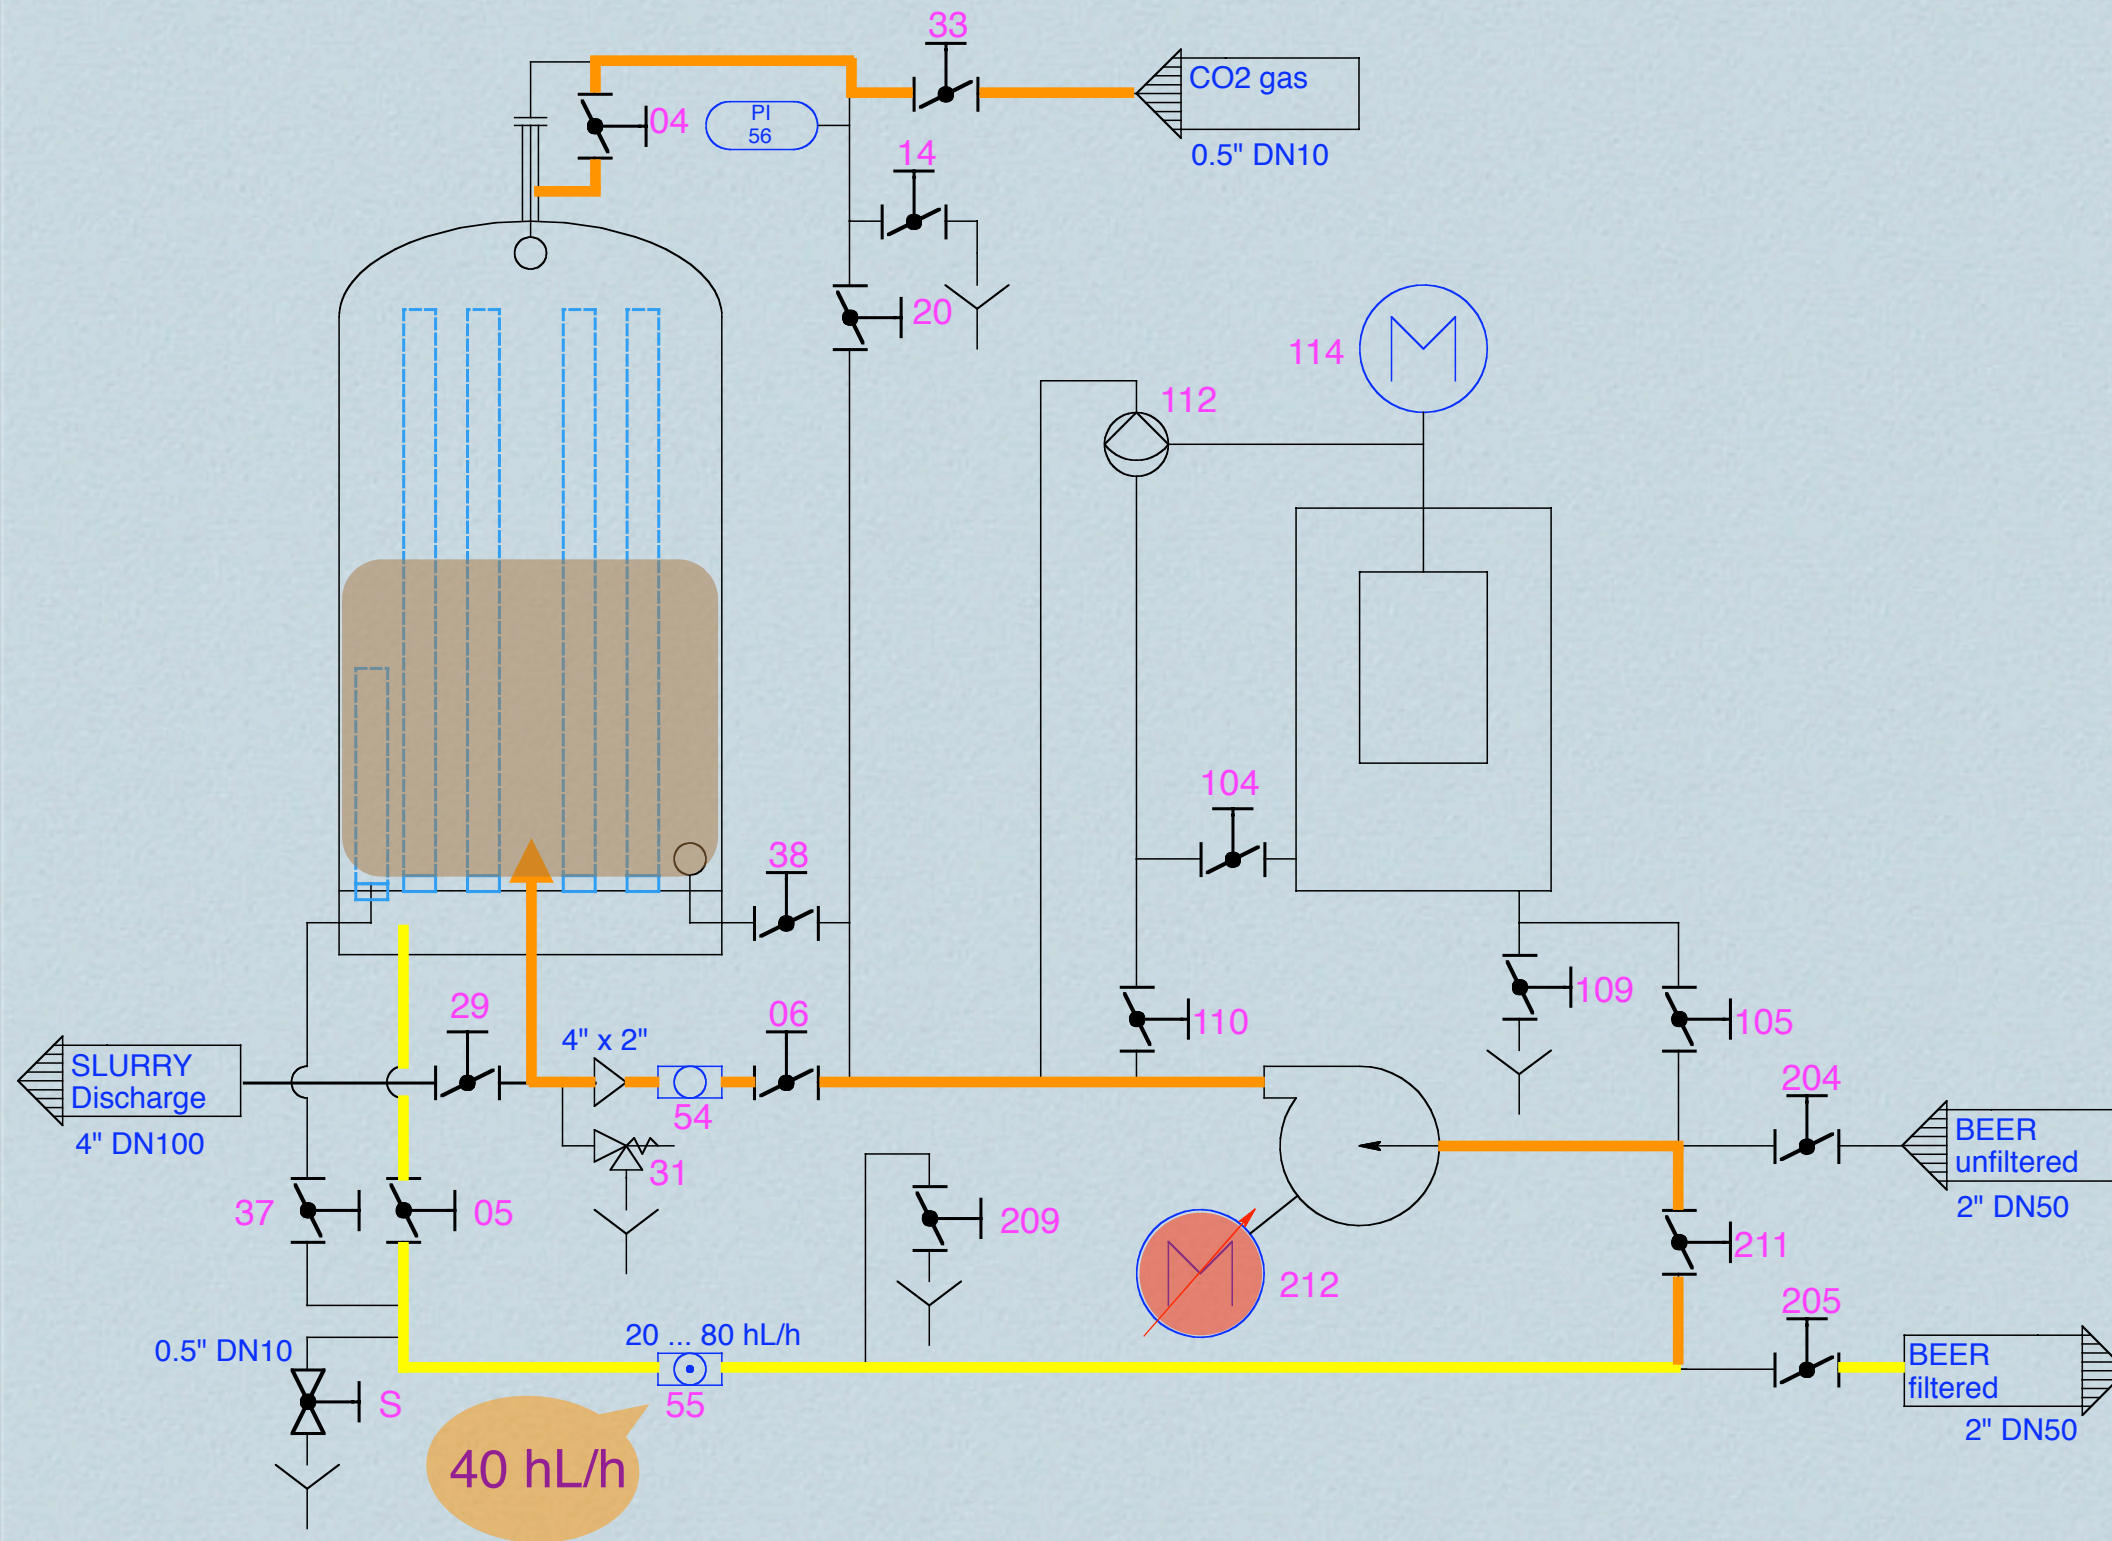 33
CO2 gas
0.5" DN10
04
PI
56
14
20
114
M
112
104
38
29
06
4" x 2"
54
110
109
105
SLURRY
Discharge
4" DN100
204
BEER
unfiltered
2" DN50
31
37
05
209
211
M
212
205
20 ... 80 hL/h
0.5" DN10
BEER
filtered
2" DN50
S
55
40 hL/h